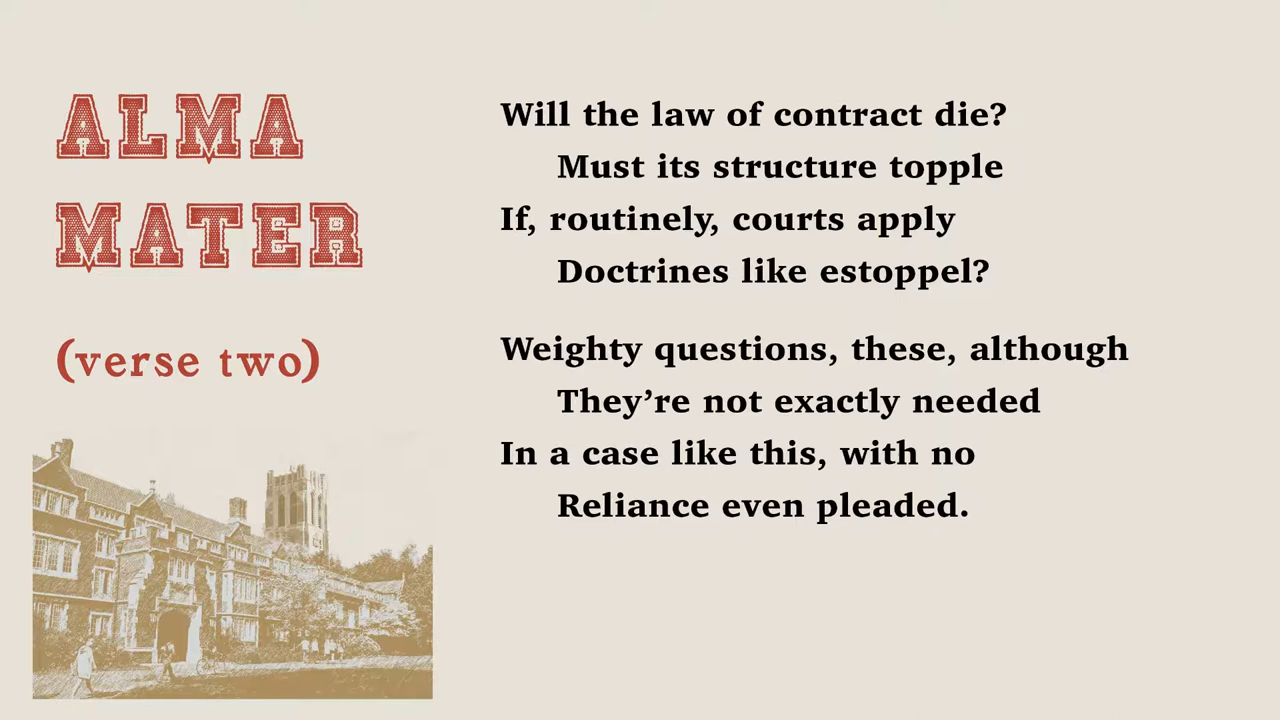 ALMA
MATER
(verse two)
Will the law of contract die?
Must its structure topple
If, routinely, courts apply
Doctrines like estoppel?
Weighty questions, these, although
They’re not exactly needed
In a case like this, with no
Reliance even pleaded.